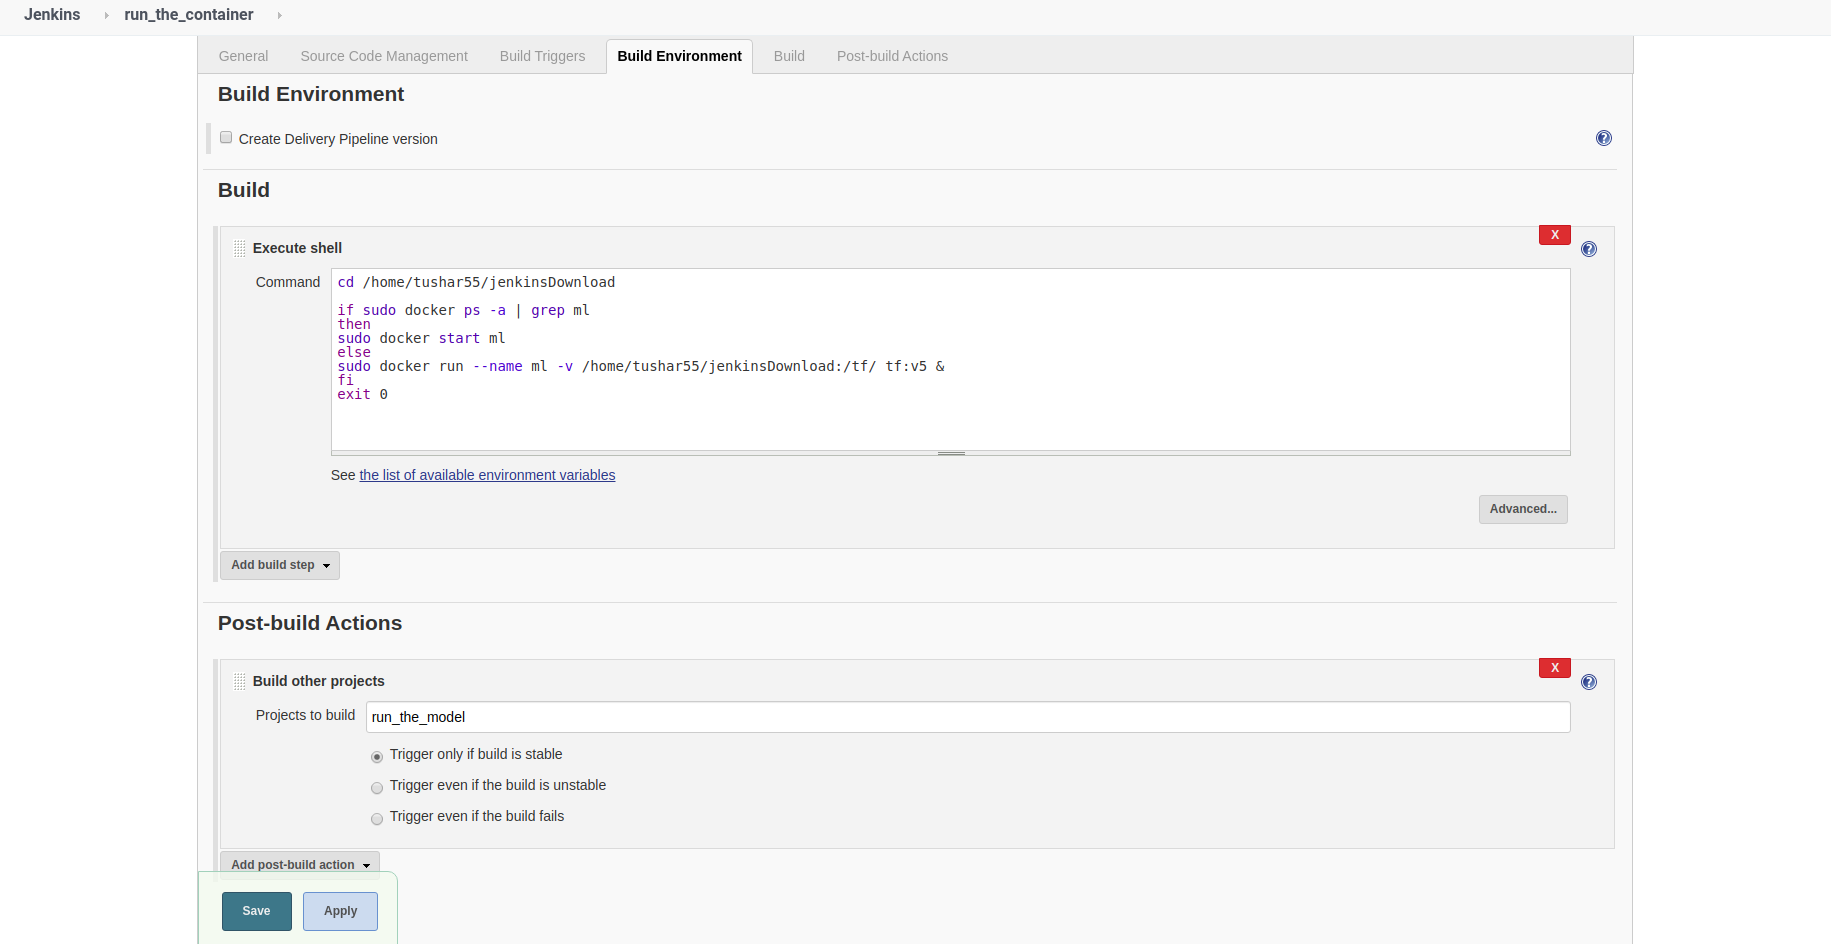 Jenkins run_the_container
General Source Code Management Build Triggers Build Environment Build Post-build Actions
Build Environment
Create Delivery Pipeline version
Build
X
Execute shell
Command
cd /home/tushar55/jenkinsDownload
if sudo docker ps -a | grep ml
then
sudo docker start ml
else
sudo docker run --name ml -v /home/tushar55/jenkinsDownload:/tf/ tf:v5 &
fi
exit 0
See the list of available environment variables
Advanced...
Add build step
Post-build Actions
X
Build other projects
Projects to build run_the_model
Trigger only if build is stable
Trigger even if the build is unstable
Trigger even if the build fails
Add post-build action
Save Apply